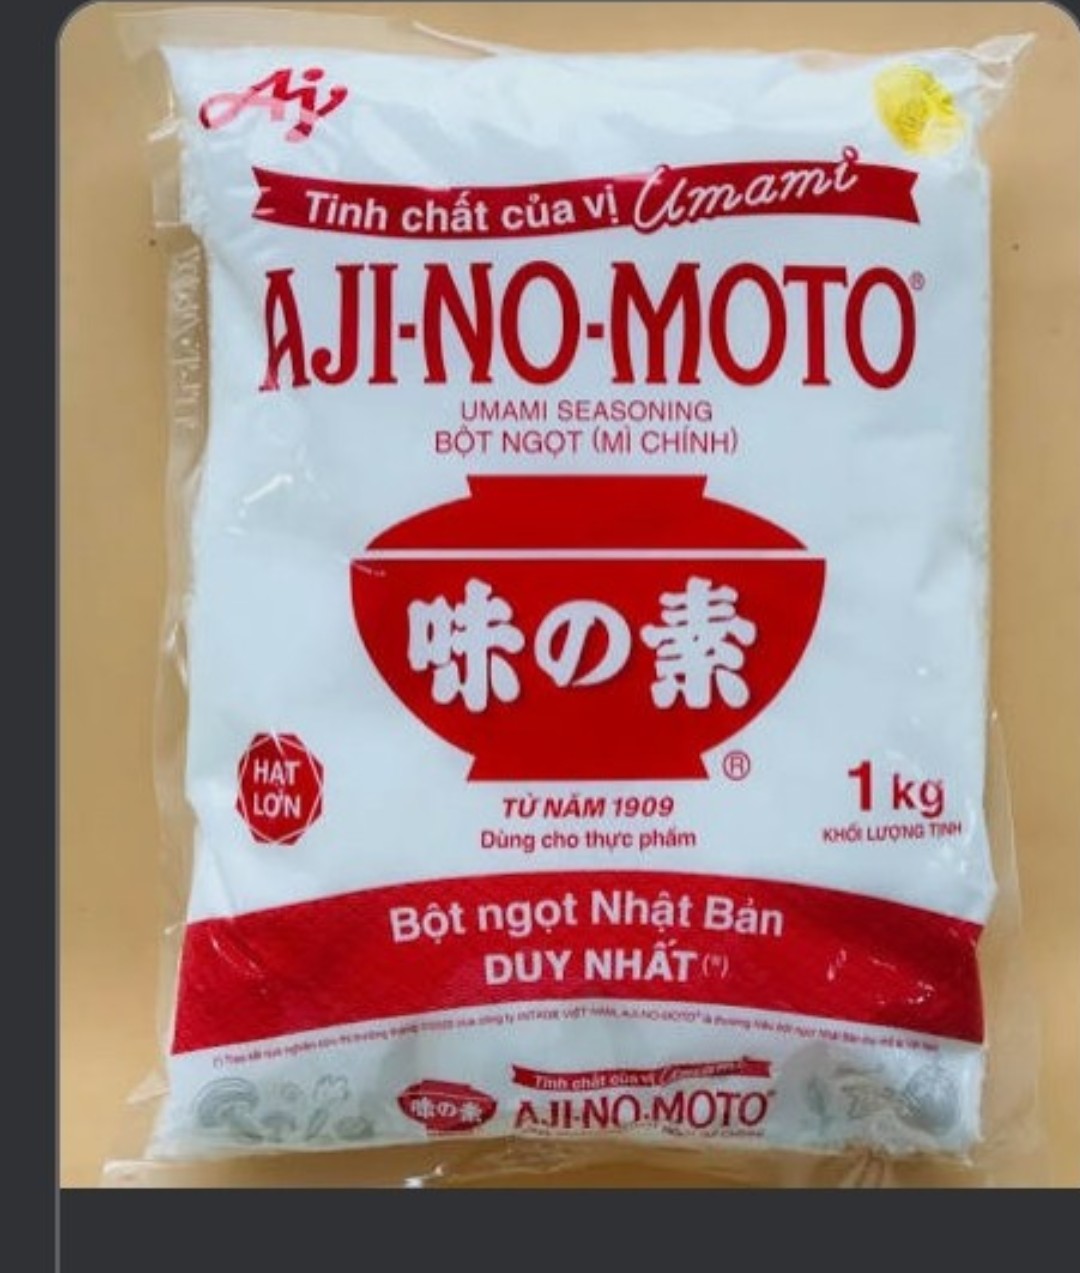 Aj
Tinh chất của vị Umami
AJI-NO-MOTO®
UMAMI SEASONING
BỘT NGỌT (MÌ CHÍNH)
味の素
®
HẠT
LỚN
TỪ NĂM 1909
Dùng cho thực phẩm
1 kg
KHỐI LƯỢNG TỊNH
Bột ngọt Nhật Bản
DUY NHẤT(*)
味の素
Tinh chất của vị Umami
AJI-NO-MOTO